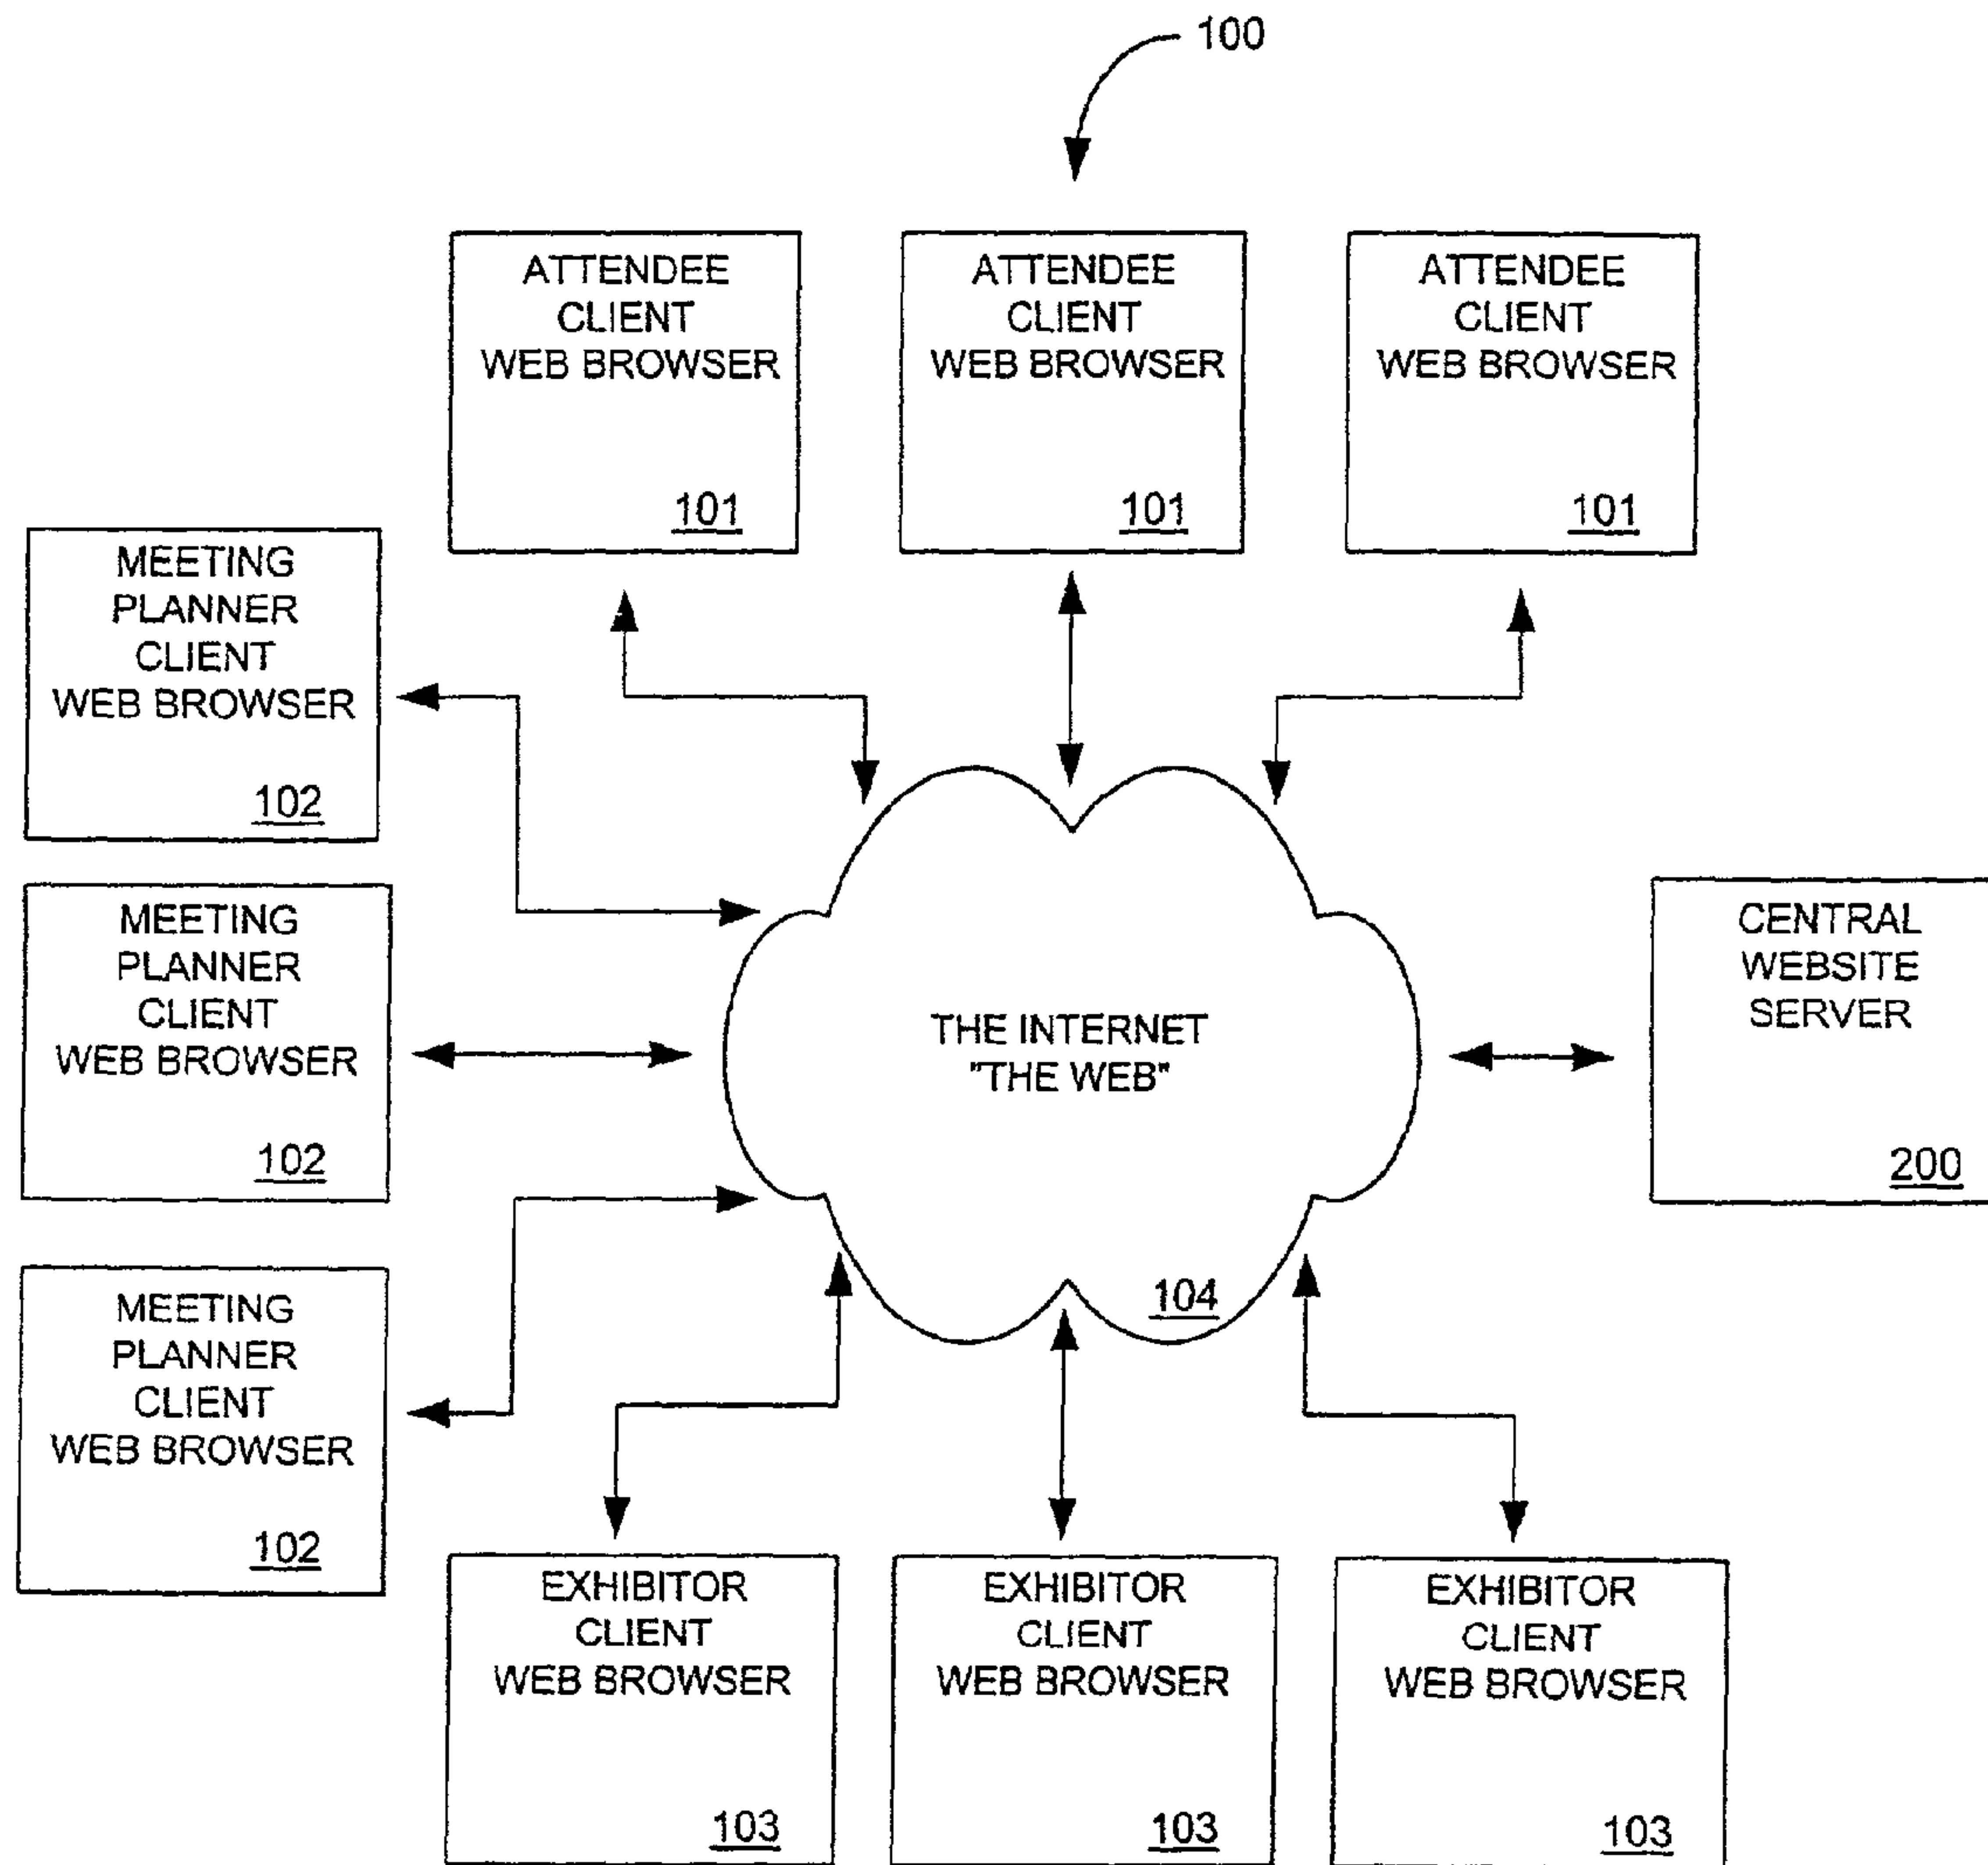 100
ATTENDEE
CLIENT
WEB BROWSER
101
ATTENDEE
CLIENT
WEB BROWSER
101
ATTENDEE
CLIENT
WEB BROWSER
101
MEETING
PLANNER
CLIENT
WEB BROWSER
102
MEETING
PLANNER
CLIENT
WEB BROWSER
102
MEETING
PLANNER
CLIENT
WEB BROWSER
102
THE INTERNET
"THE WEB"
104
CENTRAL
WEBSITE
SERVER
200
EXHIBITOR
CLIENT
WEB BROWSER
103
EXHIBITOR
CLIENT
WEB BROWSER
103
EXHIBITOR
CLIENT
WEB BROWSER
103